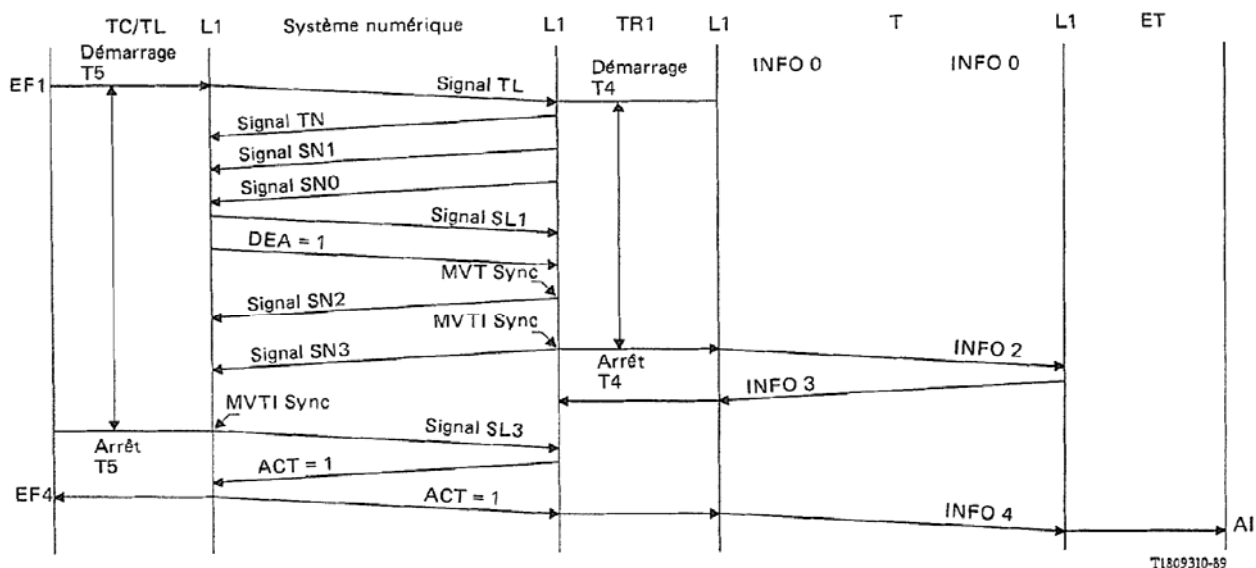 TC/TL L1 Système numérique L1 TR1 L1 T L1 ET
Démarrage
T5
Démarrage
T4
INFO 0 INFO 0
EF1
Signal TL
Signal TN
Signal SN1
Signal SN0
Signal SL1
DEA = 1
MVT Sync
Signal SN2
MVTI Sync
Signal SN3
Arrêt
T4
INFO 2
INFO 3
MVTI Sync
Arrêt
T5
Signal SL3
ACT = 1
EF4
ACT = 1
INFO 4
AI
T1809310-89